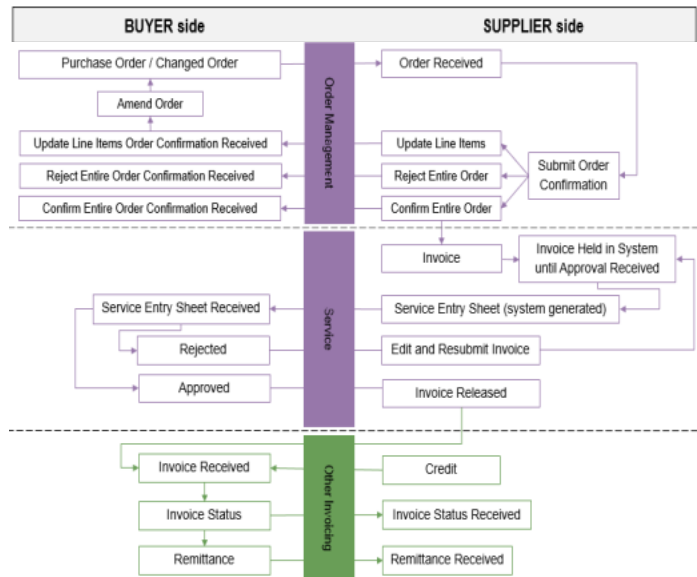 BUYER side
SUPPLIER side
Purchase Order / Changed Order
Order Received
Amend Order
Order Management
Update Line Items Order Confirmation Received
Update Line Items
Submit Order
Confirmation
Reject Entire Order Confirmation Received
Reject Entire Order
Confirm Entire Order Confirmation Received
Confirm Entire Order
Invoice
Invoice Held in System
until Approval Received
Service Entry Sheet Received
Service
Service Entry Sheet (system generated)
Rejected
Edit and Resubmit Invoice
Approved
Invoice Released
Invoice Received
Other Invoicing
Credit
Invoice Status
Invoice Status Received
Remittance
Remittance Received